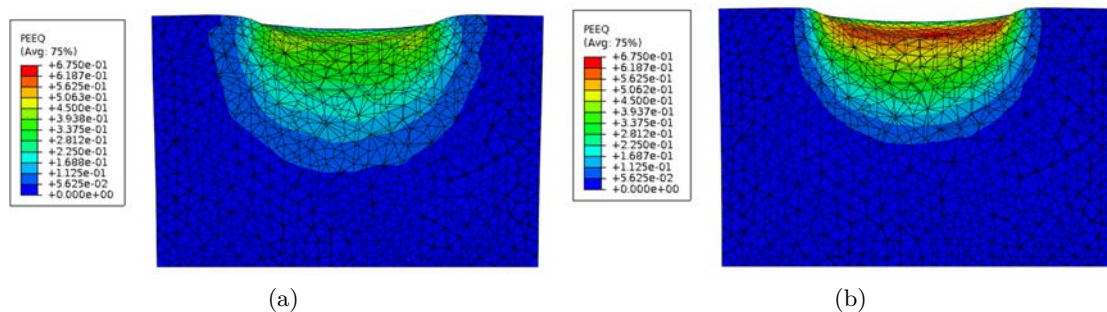 PEEQ
(Avg: 75%)
+6.750e-01
+6.187e-01
+5.625e-01
+5.063e-01
+4.500e-01
+3.938e-01
+3.375e-01
+2.812e-01
+2.250e-01
+1.688e-01
+1.125e-01
+5.625e-02
+0.000e+00
(a)
PEEQ
(Avg: 75%)
+6.750e-01
+6.187e-01
+5.625e-01
+5.062e-01
+4.500e-01
+3.937e-01
+3.375e-01
+2.812e-01
+2.250e-01
+1.687e-01
+1.125e-01
+5.625e-02
+0.000e+00
(b)